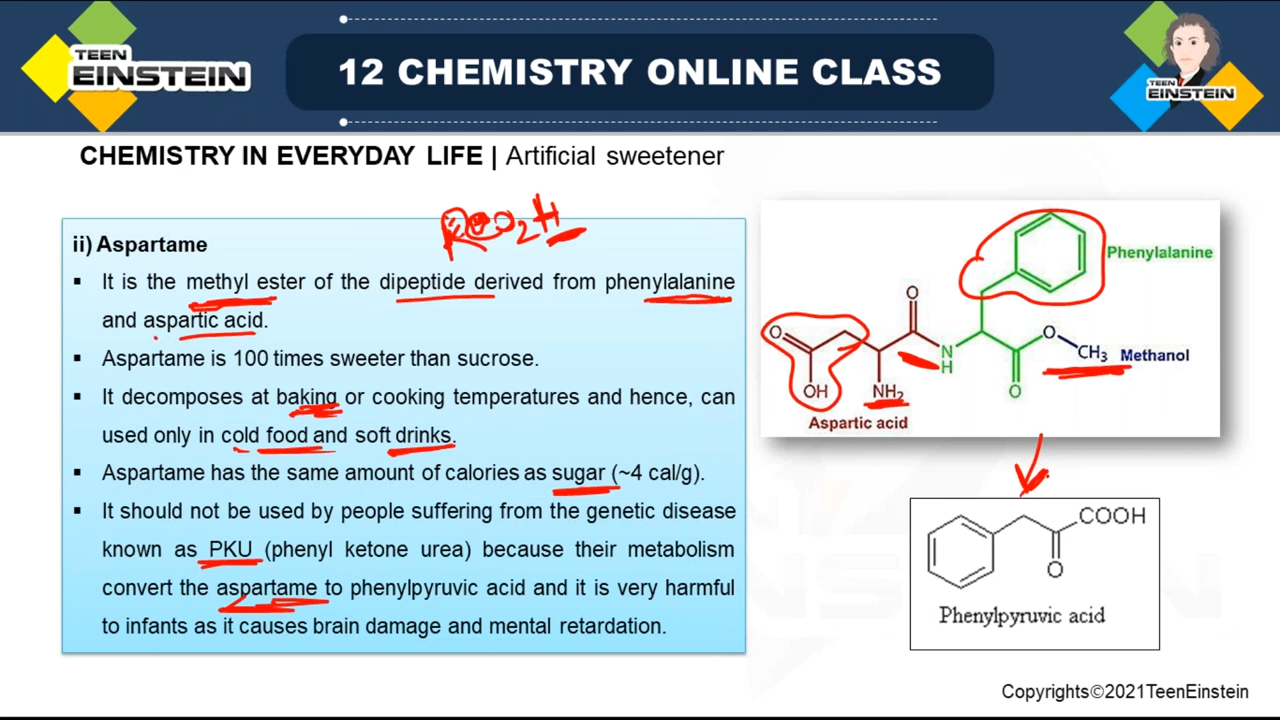 TEEN
EINSTEIN
12 CHEMISTRY ONLINE CLASS
TEEN
EINSTEIN
CHEMISTRY IN EVERYDAY LIFE | Artificial sweetener
RCO2H
ii) Aspartame
▪ It is the methyl ester of the dipeptide derived from phenylalanine
and aspartic acid.
▪ Aspartame is 100 times sweeter than sucrose.
▪ It decomposes at baking or cooking temperatures and hence, can
used only in cold food and soft drinks.
▪ Aspartame has the same amount of calories as sugar (~4 cal/g).
▪ It should not be used by people suffering from the genetic disease
known as PKU (phenyl ketone urea) because their metabolism
convert the aspartame to phenylpyruvic acid and it is very harmful
to infants as it causes brain damage and mental retardation.
Phenylalanine
O
O
O
N
H
CH3 Methanol
OH
NH2
O
Aspartic acid
COOH
O
Phenylpyruvic acid
Copyrights©2021TeenEinstein